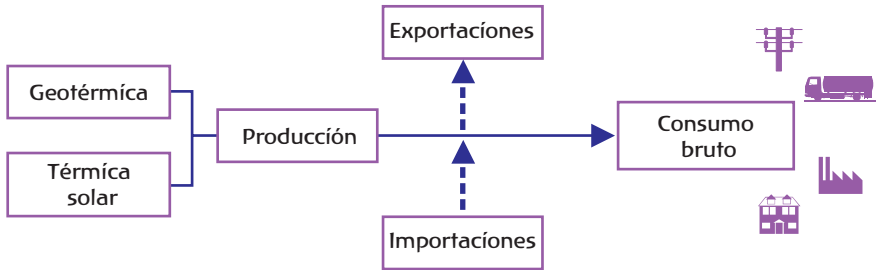 Exportaciones
Geotérmica
Producción
Consumo
bruto
Térmica
solar
Importaciones